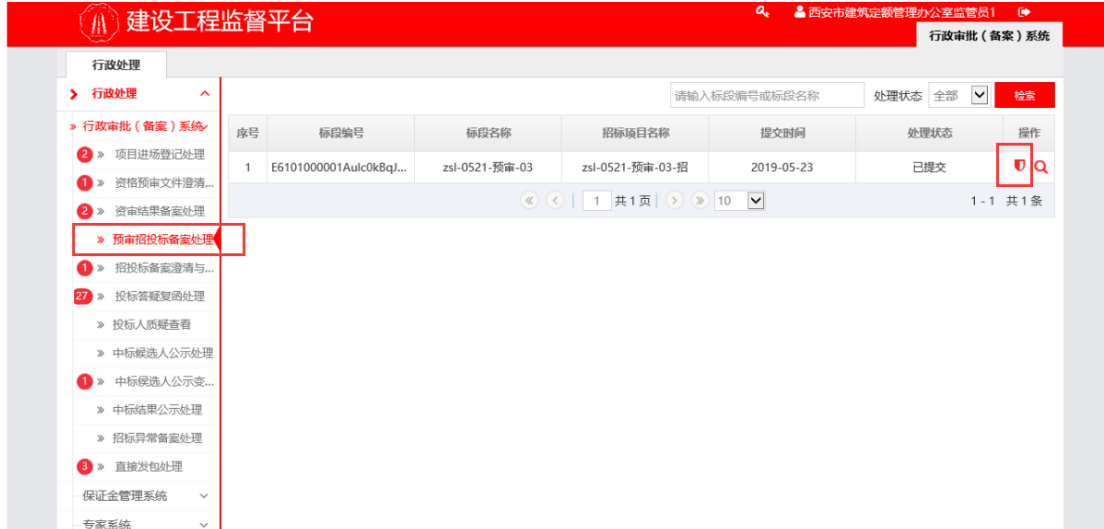 建设工程监督平台
西安市建筑定额管理办公室监管员1
行政审批（备案）系统
行政处理
行政处理
请输入标段编号或标段名称 处理状态 全部 检索
行政审批（备案）系统
序号 标段编号 标段名称 招标项目名称 提交时间 处理状态 操作
2 项目进场登记处理
1 E6101000001Aulc0kBqJ... zsl-0521-预审-03 zsl-0521-预审-03-招 2019-05-23 已提交
1 资格预审文件澄清...
1 共1页 10 1 - 1 共1条
2 资审结果备案处理
预审招投标备案处理
1 招投标备案澄清与...
27 投标答疑复函处理
投标人质疑查看
中标候选人公示处理
1 中标侯选人公示变...
中标结果公示处理
招标异常备案处理
3 直接发包处理
保证金管理系统
专家系统